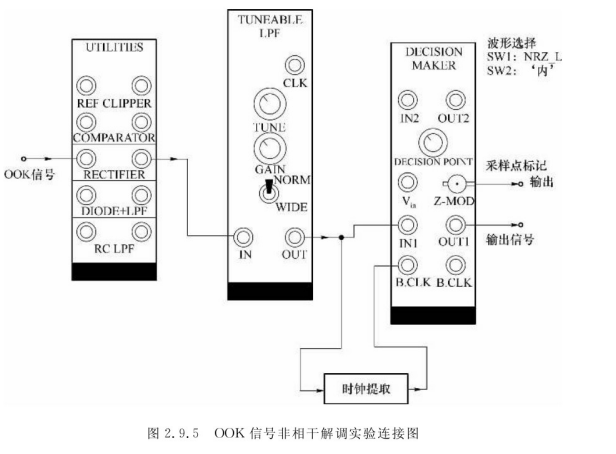 UTILITIES
REF CLIPPER
COMPARATOR
OOK信号
RECTIFIER
DIODE+LPF
RC LPF
TUNEABLE
LPF
CLK
TUNE
GAIN
NORM
WIDE
IN
OUT
DECISION
MAKER
IN2
OUT2
DECISION POINT
Vin
Z-MOD
IN1
OUT1
B.CLK
B.CLK
波形选择
SW1: NRZ_L
SW2: ‘内’
采样点标记
输出
输出信号
时钟提取
图 2.9.5 OOK 信号非相干解调实验连接图